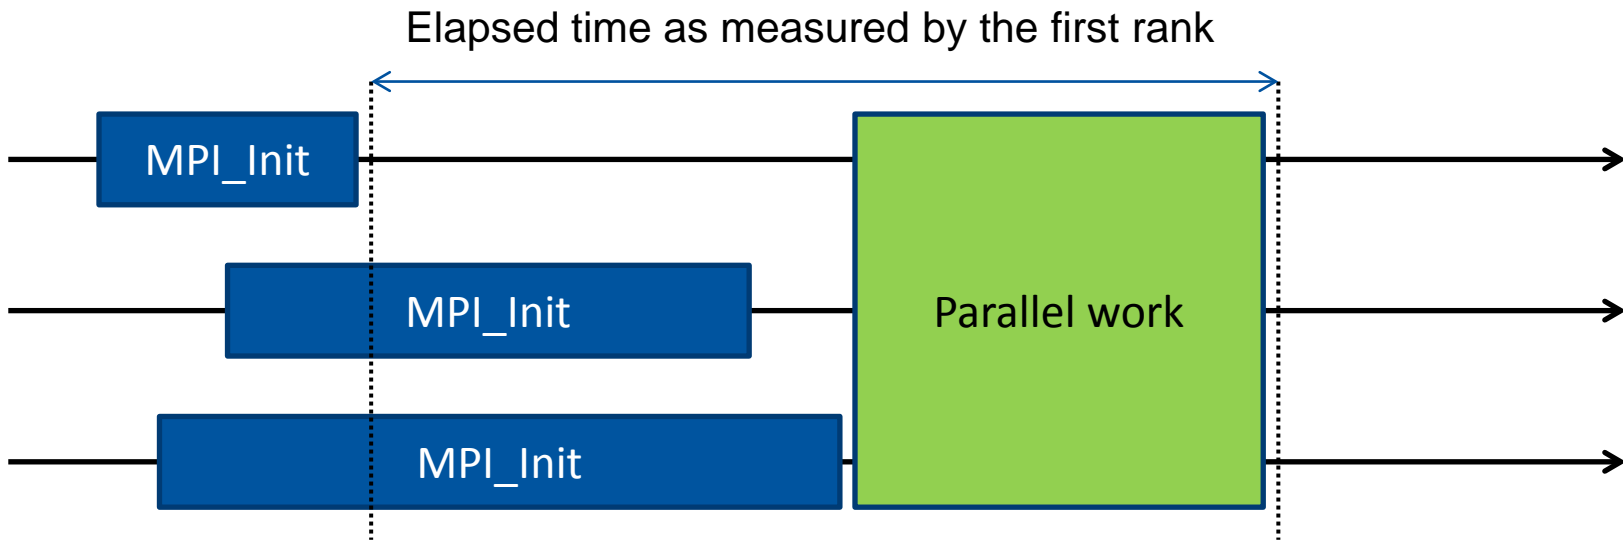 Elapsed time as measured by the first rank
MPI_Init
MPI_Init
Parallel work
MPI_Init